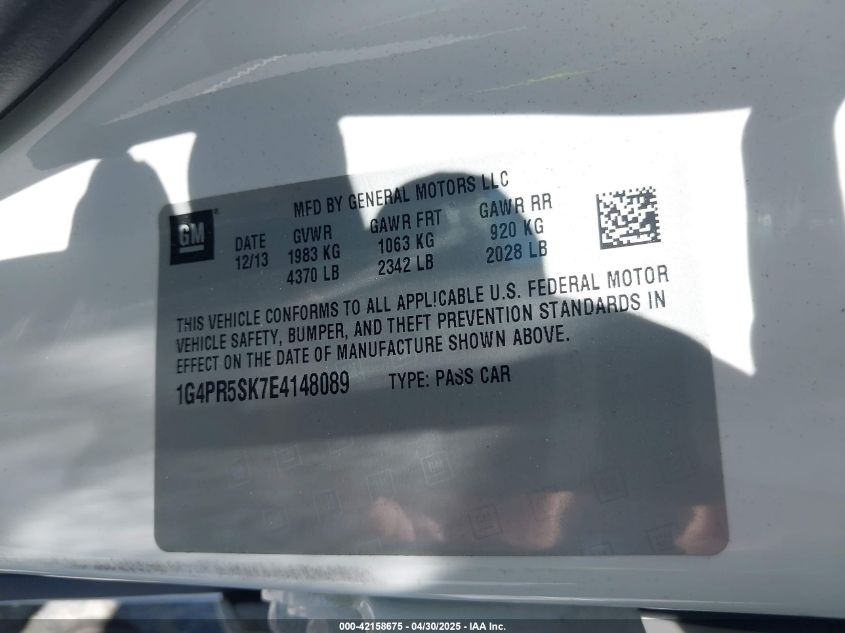 MFD BY GENERAL MOTORS LLC
GM
DATE GVWR GAWR FRT GAWR RR
12/13 1983 KG 1063 KG 920 KG
4370 LB 2342 LB 2028 LB
THIS VEHICLE CONFORMS TO ALL APPLICABLE U.S. FEDERAL MOTOR
VEHICLE SAFETY, BUMPER, AND THEFT PREVENTION STANDARDS IN
EFFECT ON THE DATE OF MANUFACTURE SHOWN ABOVE.
1G4PR5SK7E4148089 TYPE: PASS CAR
000-42158675 - 04/30/2025 - IAA Inc.